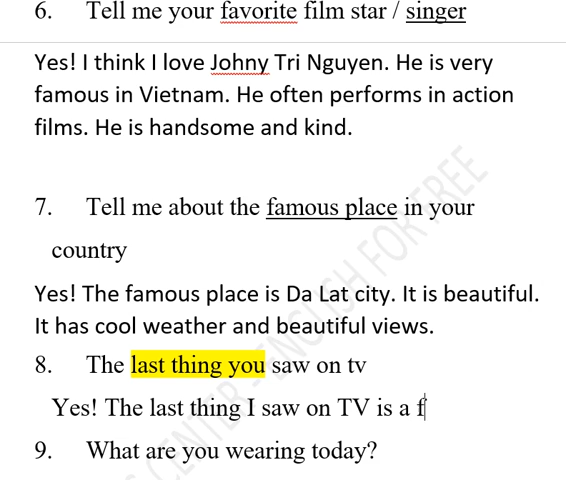 6. Tell me your favorite film star / singer
Yes! I think I love Johny Tri Nguyen. He is very
famous in Vietnam. He often performs in action
films. He is handsome and kind.
7. Tell me about the famous place in your
country
Yes! The famous place is Da Lat city. It is beautiful.
It has cool weather and beautiful views.
8. The last thing you saw on tv
Yes! The last thing I saw on TV is a f
9. What are you wearing today?
CENTER - ENGLISH FOR FREE